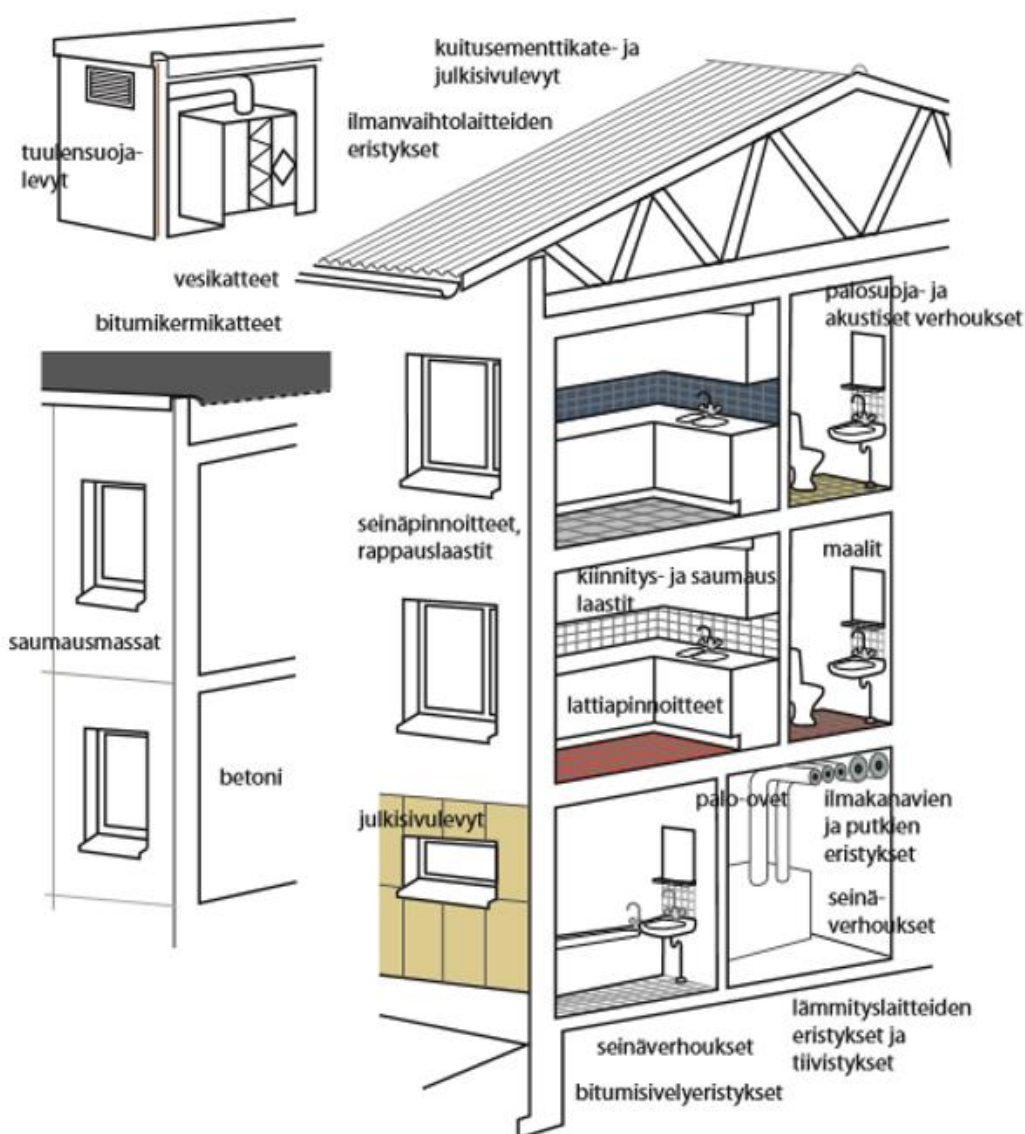 kuitusementtikate- ja
julkisivulevyt
ilmanvaihtolaitteiden
eristykset
tuulensuoja-
levyt
vesikatteet
bitumikermikatteet
palosuoja- ja
akustiset verhoukset
seinäpinnoitteet,
rappauslaastit
maalit
kiinnitys- ja saumaus
laastit
saumausmassat
lattiapinnoitteet
betoni
julkisivulevyt
palo-ovet
ilmakanavien
ja putkien
eristykset
seinä-
verhoukset
lämmityslaitteiden
eristykset ja
tiivistykset
seinäverhoukset
bitumisivelyeristykset